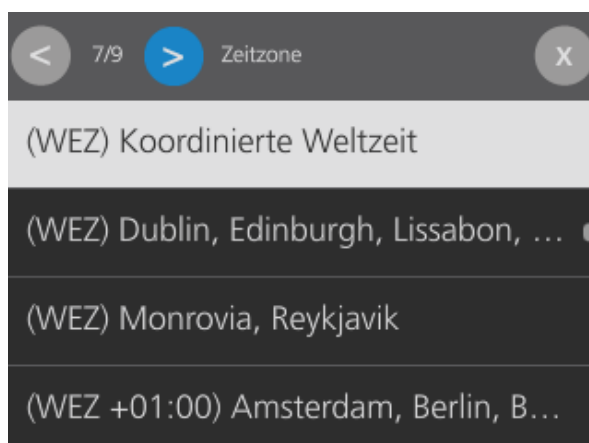 < 7/9 > Zeitzone X
(WEZ) Koordinierte Weltzeit
(WEZ) Dublin, Edinburgh, Lissabon, ...
(WEZ) Monrovia, Reykjavik
(WEZ +01:00) Amsterdam, Berlin, B...